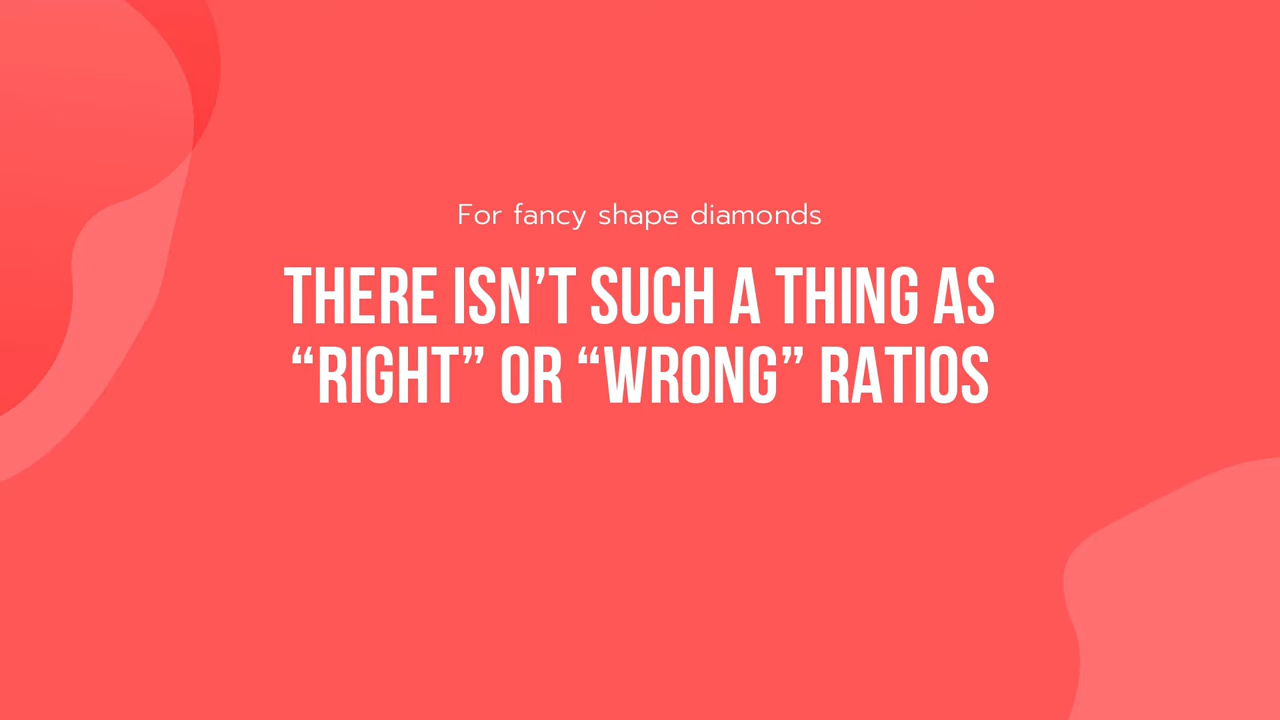 For fancy shape diamonds
THERE ISN’T SUCH A THING AS
“RIGHT” OR “WRONG” RATIOS